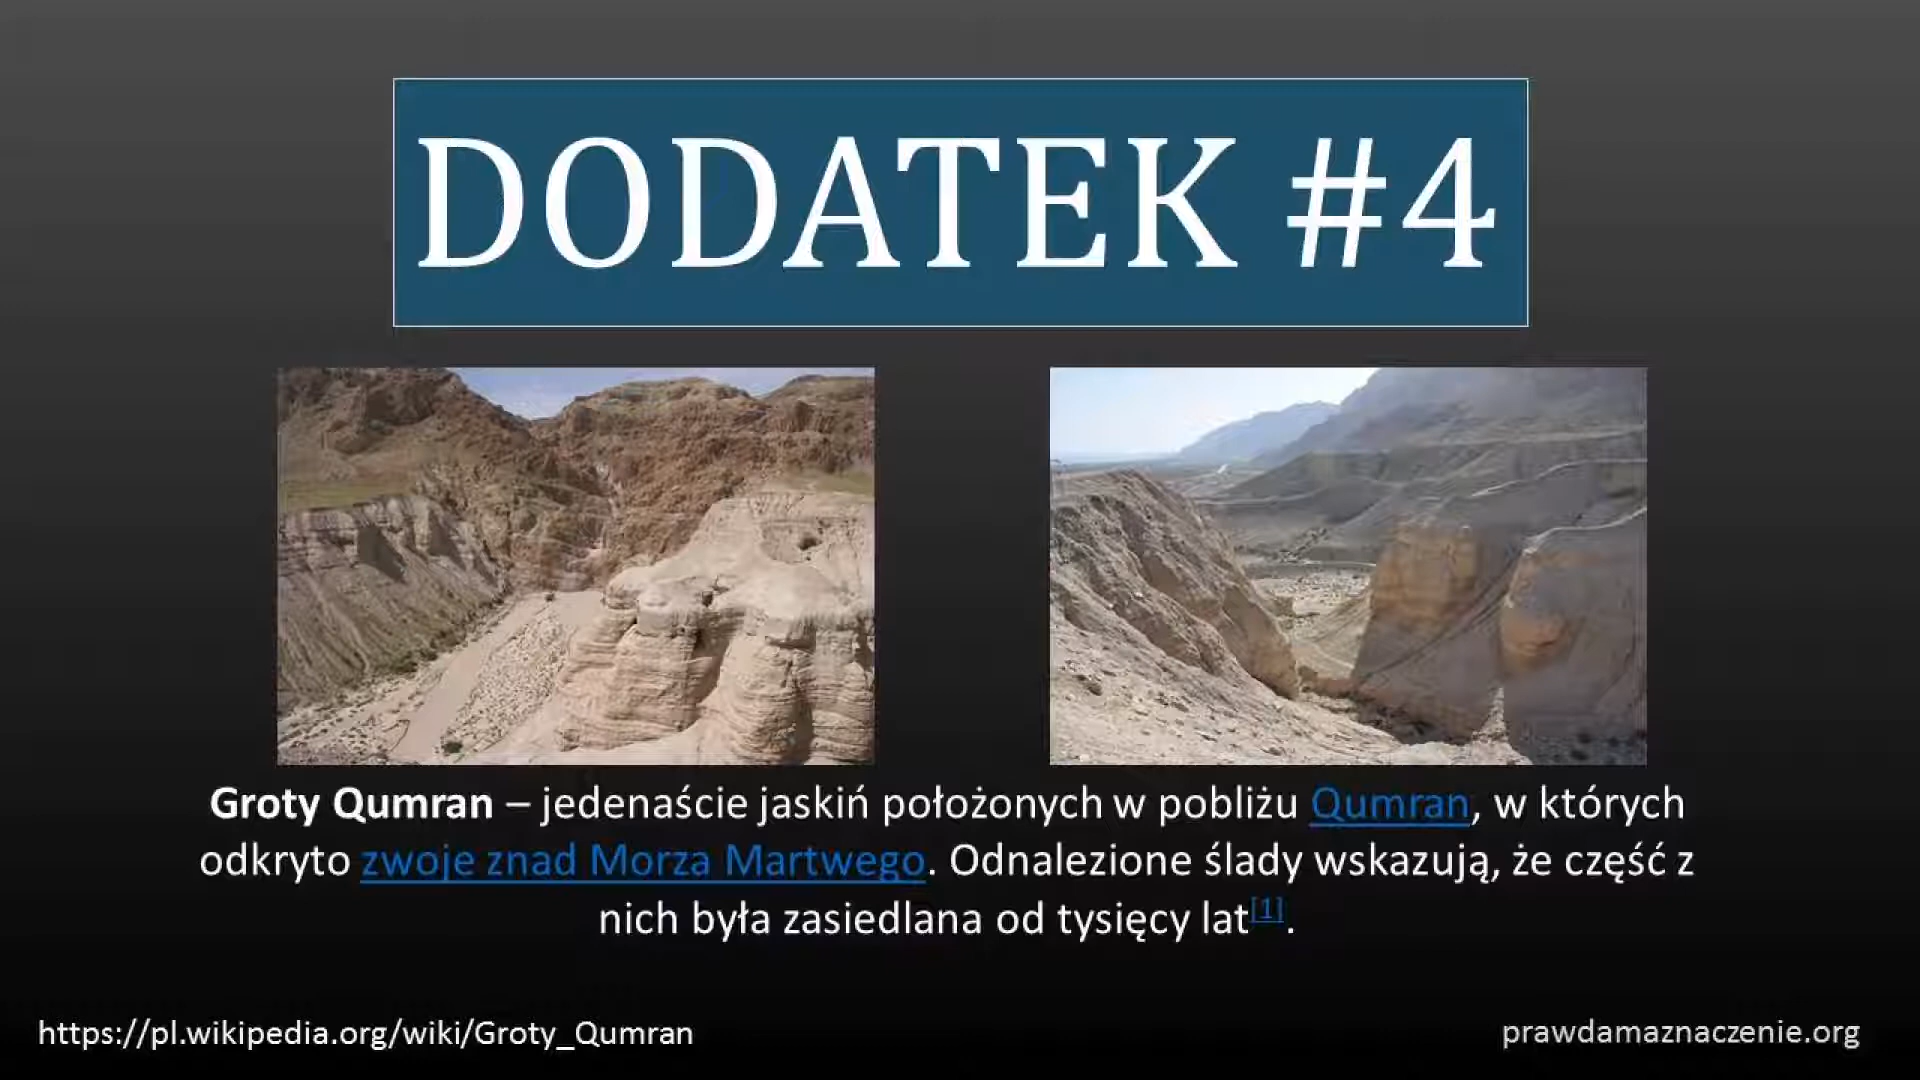 DODATEK #4
Groty Qumran – jedenaście jaskiń położonych w pobliżu Qumran, w których
odkryto zwoje znad Morza Martwego. Odnalezione ślady wskazują, że część z
nich była zasiedlana od tysięcy lat[1].
https://pl.wikipedia.org/wiki/Groty_Qumran
prawdamaznaczenie.org